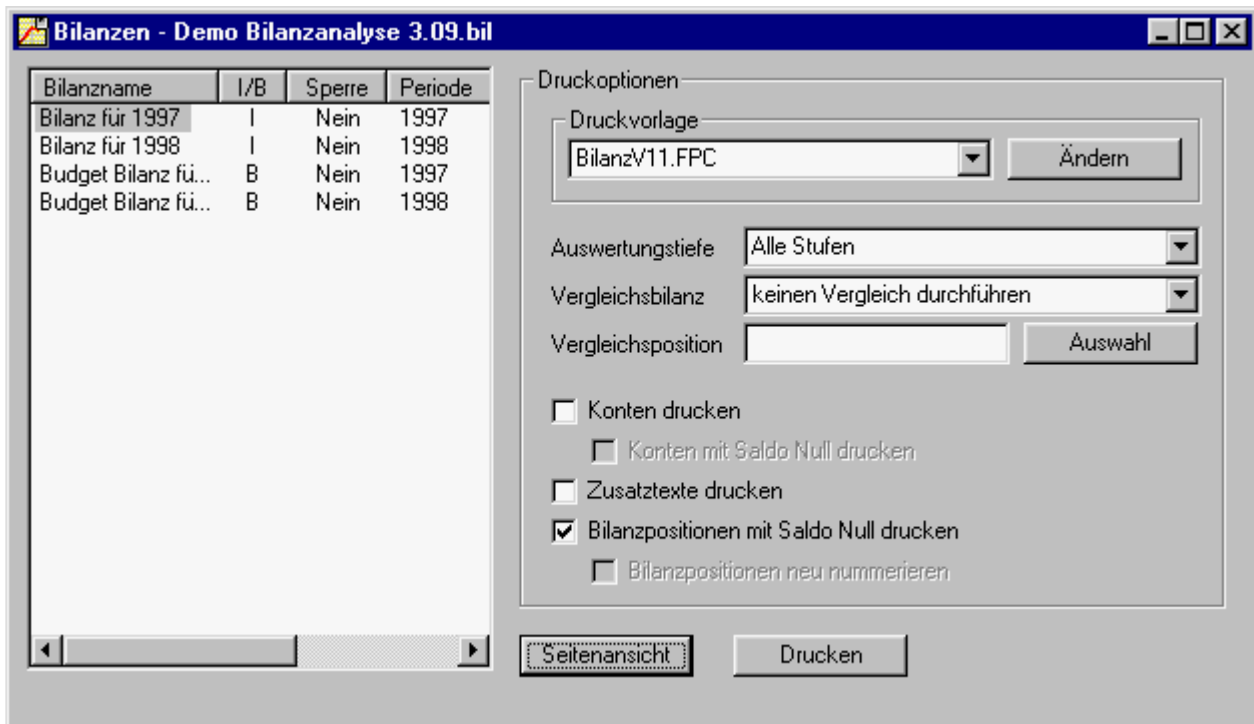 Bilanzen - Demo Bilanzanalyse 3.09.bil
Bilanzname I/B Sperre Periode
Bilanz für 1997 I Nein 1997
Bilanz für 1998 I Nein 1998
Budget Bilanz fü... B Nein 1997
Budget Bilanz fü... B Nein 1998
Druckoptionen
Druckvorlage
BilanzV11.FPC Ändern
Auswertungstiefe Alle Stufen
Vergleichsbilanz keinen Vergleich durchführen
Vergleichsposition Auswahl
Konten drucken
Konten mit Saldo Null drucken
Zusatztexte drucken
Bilanzpositionen mit Saldo Null drucken
Bilanzpositionen neu nummerieren
Seitenansicht Drucken